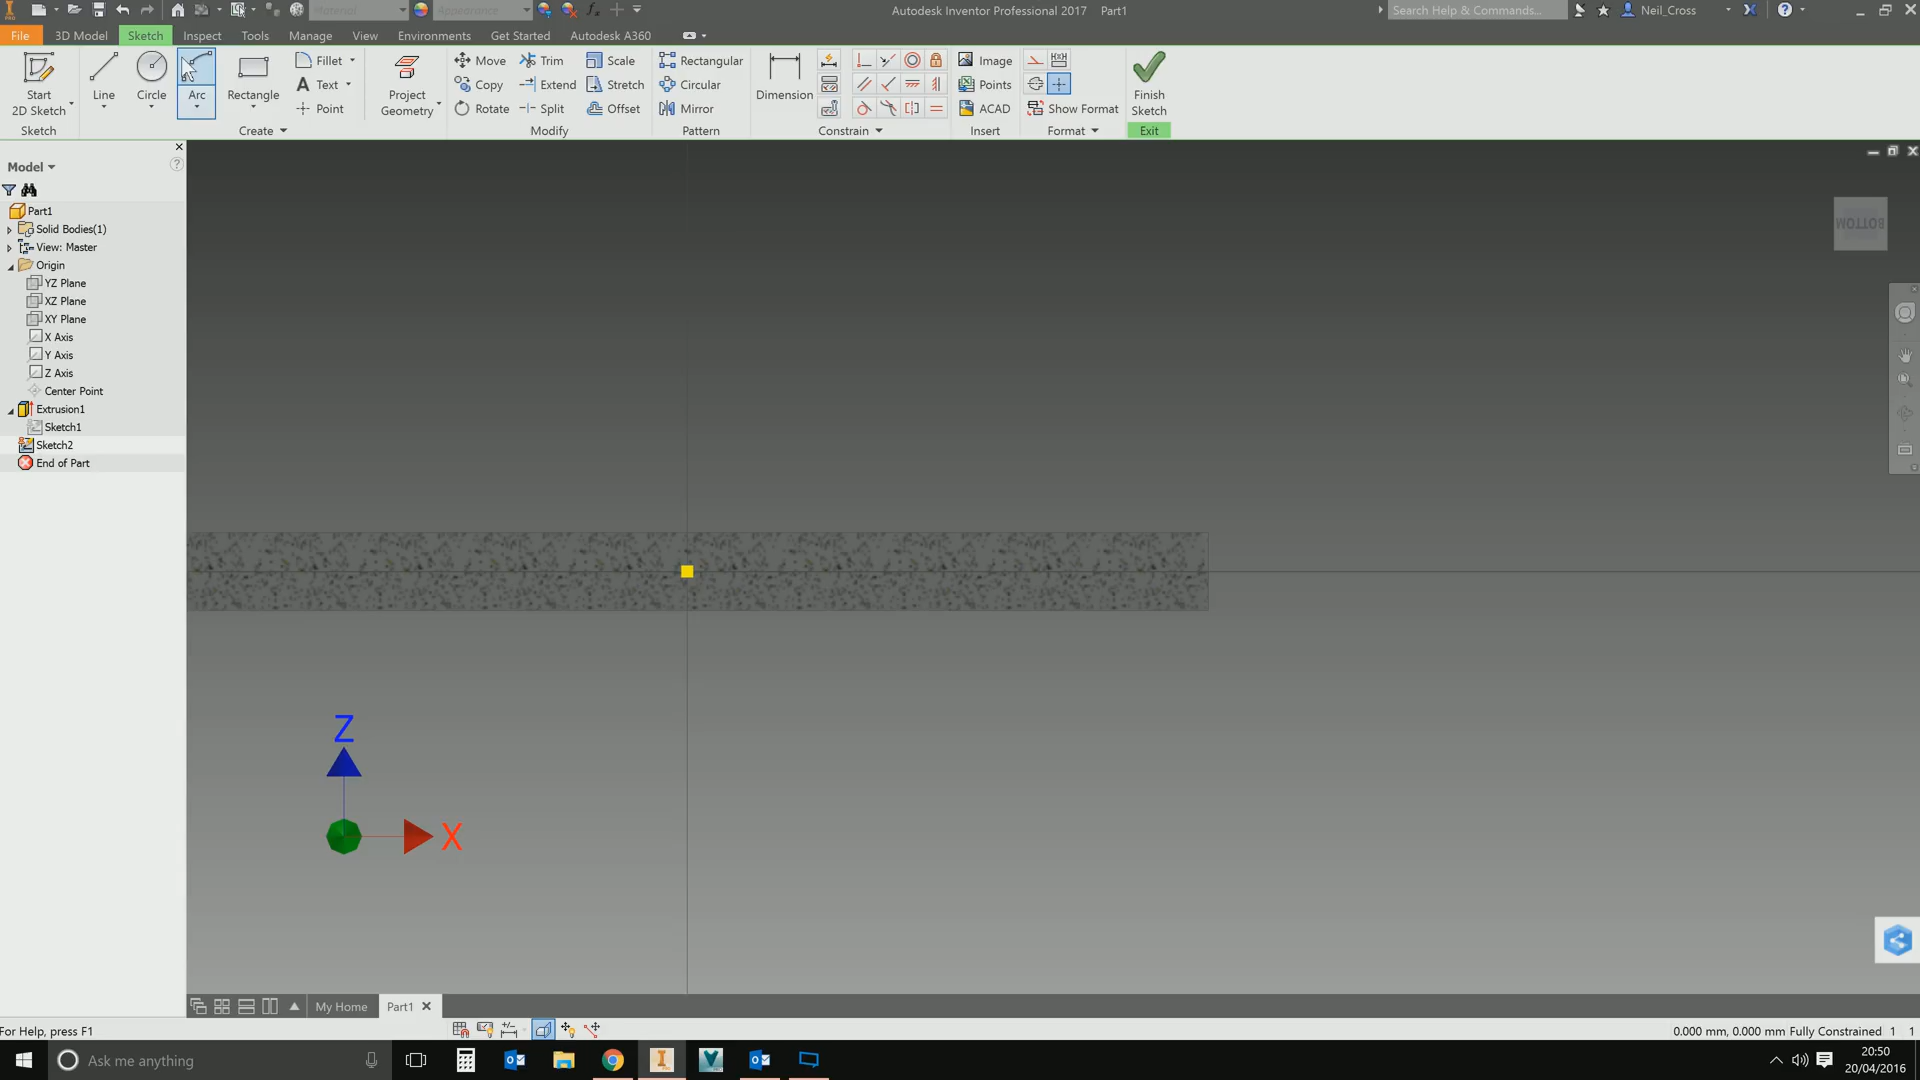 Material
Appearance
Autodesk Inventor Professional 2017 Part1
Search Help & Commands...
Neil_Cross
File
3D Model
Sketch
Inspect
Tools
Manage
View
Environments
Get Started
Autodesk A360
Start
2D Sketch
Line
Circle
Arc
Rectangle
Fillet
Text
Point
Project
Geometry
Move
Copy
Rotate
Trim
Extend
Split
Scale
Stretch
Offset
Rectangular
Circular
Mirror
Dimension
Image
Points
ACAD
Show Format
Finish
Sketch
Sketch
Create
Modify
Pattern
Constrain
Insert
Format
Exit
Model
Part1
Solid Bodies(1)
View: Master
Origin
YZ Plane
XZ Plane
XY Plane
X Axis
Y Axis
Z Axis
Center Point
Extrusion1
Sketch1
Sketch2
End of Part
BOTTOM
Z
X
My Home
Part1
For Help, press F1
0.000 mm, 0.000 mm Fully Constrained 1 1
Ask me anything
20:50
20/04/2016